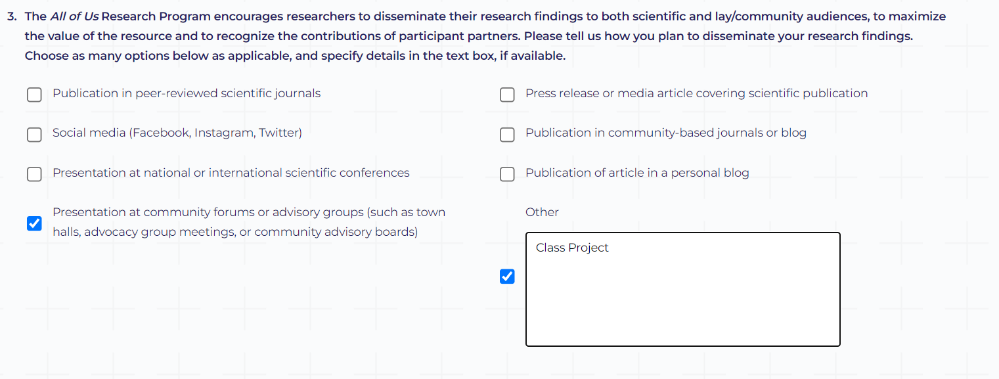 3. The All of Us Research Program encourages researchers to disseminate their research findings to both scientific and lay/community audiences, to maximize
the value of the resource and to recognize the contributions of participant partners. Please tell us how you plan to disseminate your research findings.
Choose as many options below as applicable, and specify details in the text box, if available.
Publication in peer-reviewed scientific journals
Press release or media article covering scientific publication
Social media (Facebook, Instagram, Twitter)
Publication in community-based journals or blog
Presentation at national or international scientific conferences
Publication of article in a personal blog
Presentation at community forums or advisory groups (such as town
halls, advocacy group meetings, or community advisory boards)
Other
Class Project